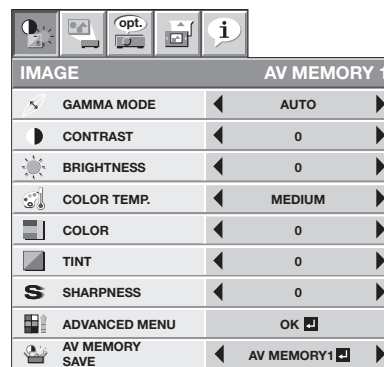 opt.
i
IMAGE AV MEMORY 1
GAMMA MODE AUTO
CONTRAST 0
BRIGHTNESS 0
COLOR TEMP. MEDIUM
COLOR 0
TINT 0
SHARPNESS 0
ADVANCED MENU OK
AV MEMORY
SAVE AV MEMORY1